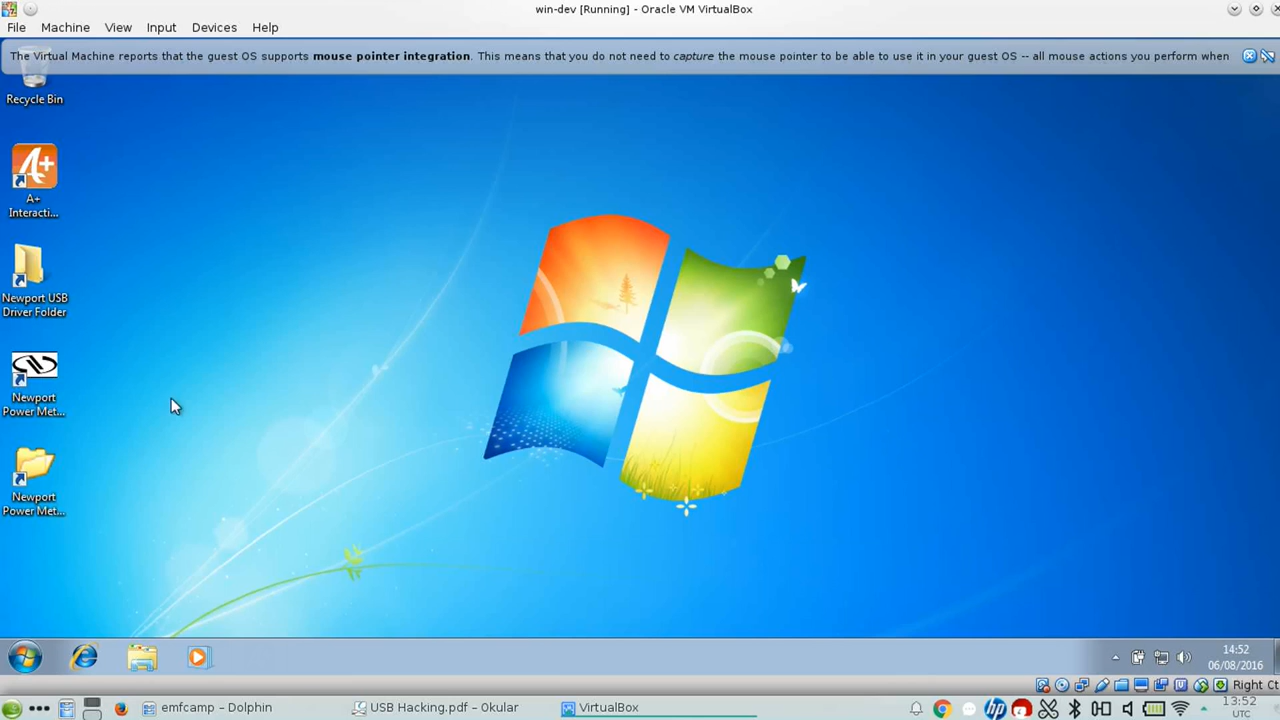 win-dev [Running] - Oracle VM VirtualBox
File Machine View Input Devices Help
The Virtual Machine reports that the guest OS supports mouse pointer integration. This means that you do not need to capture the mouse pointer to be able to use it in your guest OS -- all mouse actions you perform when
Recycle Bin
A+
Interacti...
Newport USB
Driver Folder
Newport
Power Met...
Newport
Power Met...
14:52
06/08/2016
Right Ct
emfcamp - Dolphin
USB Hacking.pdf - Okular
VirtualBox
13:52
UTC